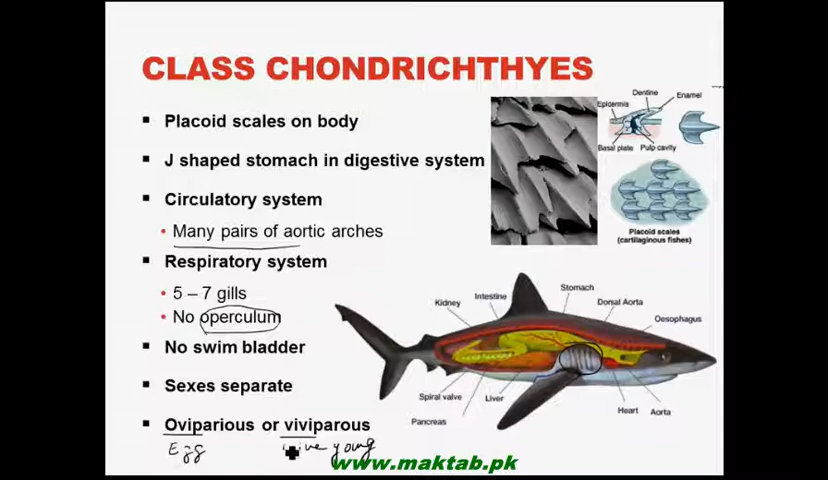 CLASS CHONDRICHTHYES
Placoid scales on body
J shaped stomach in digestive system
Circulatory system
Many pairs of aortic arches
Respiratory system
5 – 7 gills
No operculum
No swim bladder
Sexes separate
Oviparious or viviparous
Egg
young
www.maktab.pk
Dentine
Enamel
Epidermis
Basal plate
Pulp cavity
Placoid scales
(cartilaginous fishes)
Stomach
Intestine
Kidney
Donal Aorta
Oesophagus
Spiral valve
Liver
Pancreas
Heart
Aorta